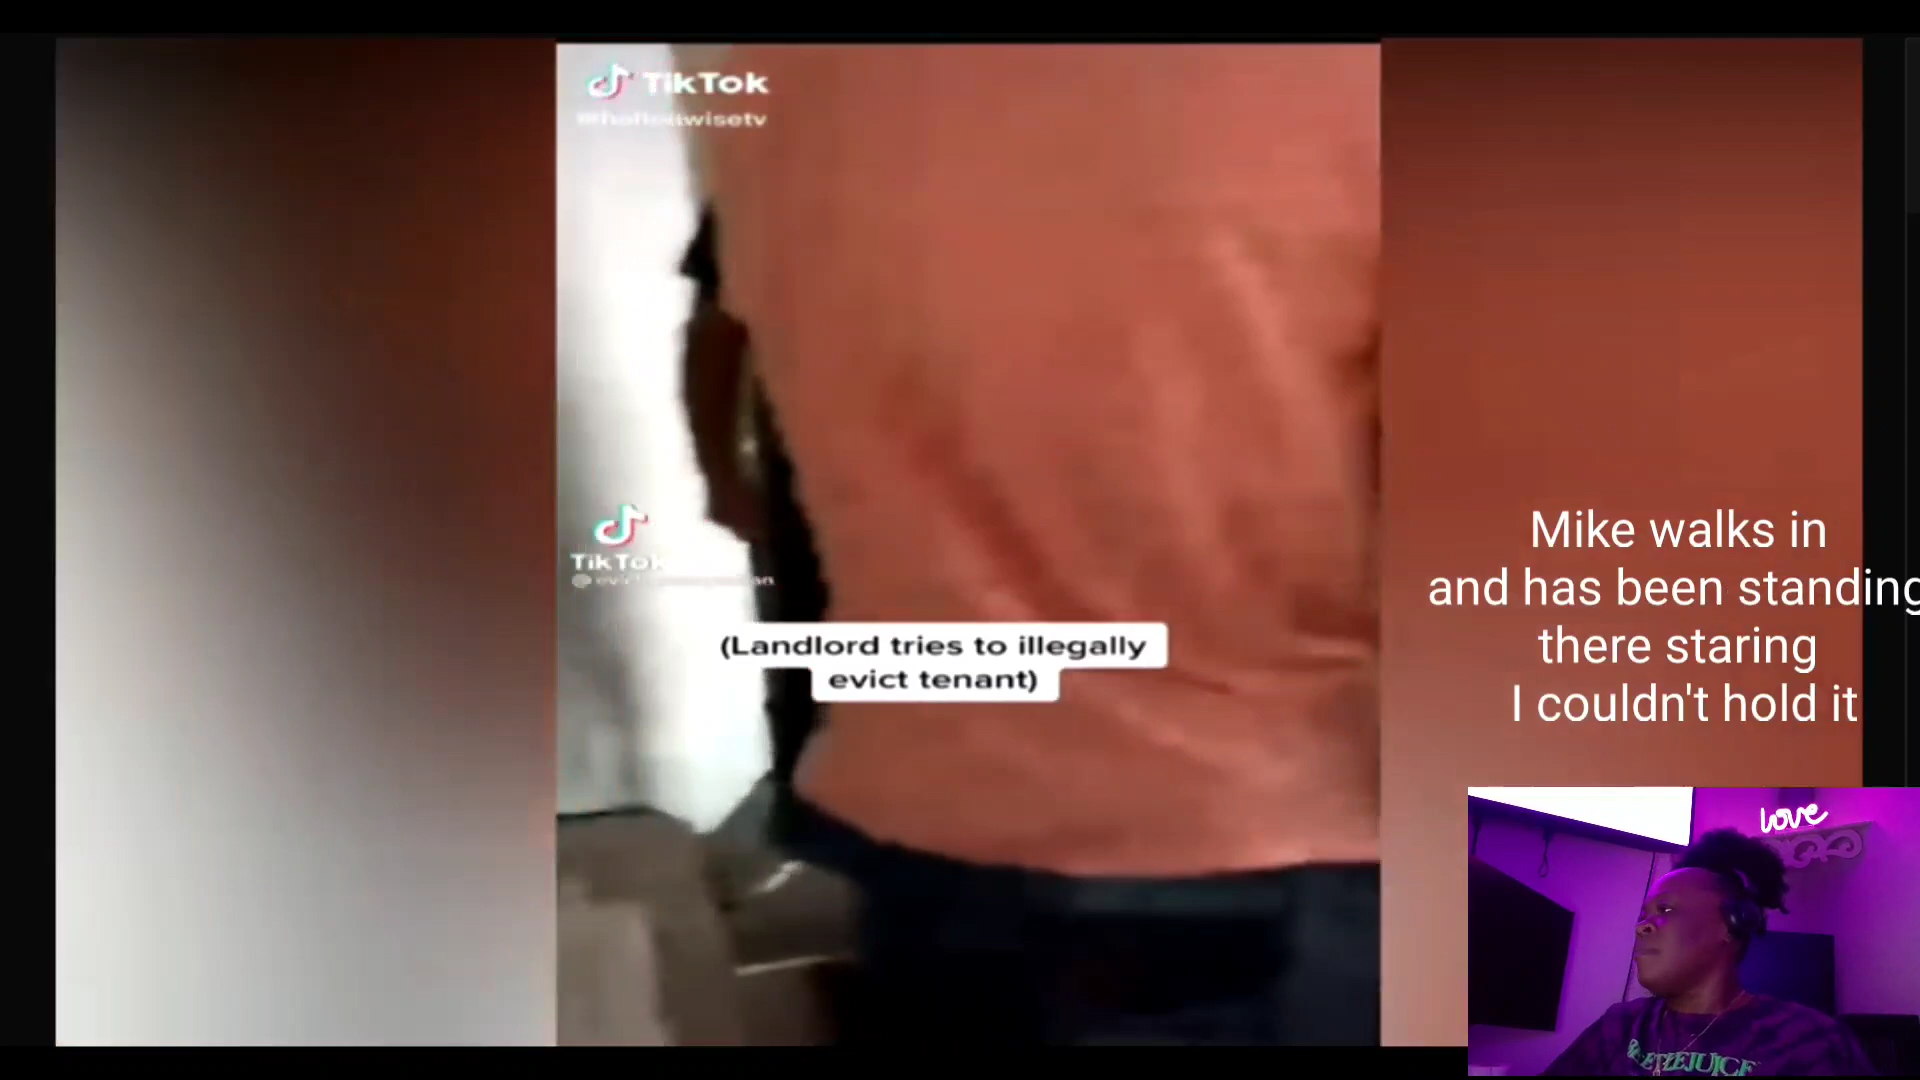 TikTok
TikTok
(Landlord tries to illegally
evict tenant)
Mike walks in
and has been standing
there staring
I couldn't hold it
love
BEETLEJUICE